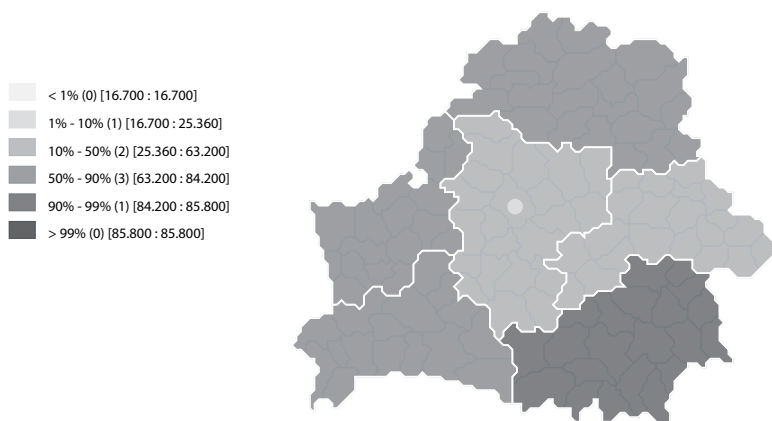 < 1% (0) [16.700 : 16.700]
1% - 10% (1) [16.700 : 25.360]
10% - 50% (2) [25.360 : 63.200]
50% - 90% (3) [63.200 : 84.200]
90% - 99% (1) [84.200 : 85.800]
> 99% (0) [85.800 : 85.800]